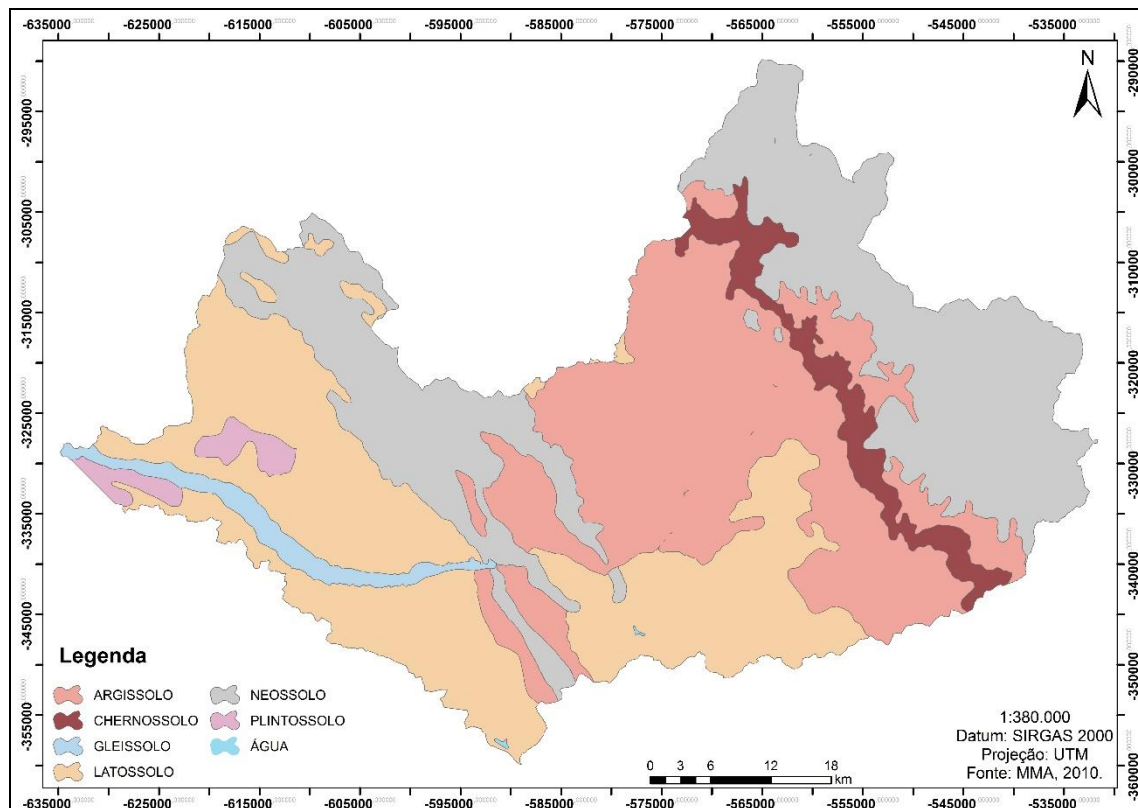 -635000 -625000 -615000 -605000 -595000 -585000 -575000 -565000 -555000 -545000 -535000
N
-295000
-305000
-315000
-325000
-335000
-345000
-355000
-290000
-300000
-310000
-320000
-330000
-340000
-350000
-360000
Legenda
ARGISSOLO
CHERNOSSOLO
GLEISSOLO
LATOSSOLO
NEOSSOLO
PLINTOSSOLO
ÁGUA
0 3 6 12 18
km
1:380.000
Datum: SIRGAS 2000
Projeção: UTM
Fonte: MMA, 2010.
-635000 -625000 -615000 -605000 -595000 -585000 -575000 -565000 -555000 -545000 -535000